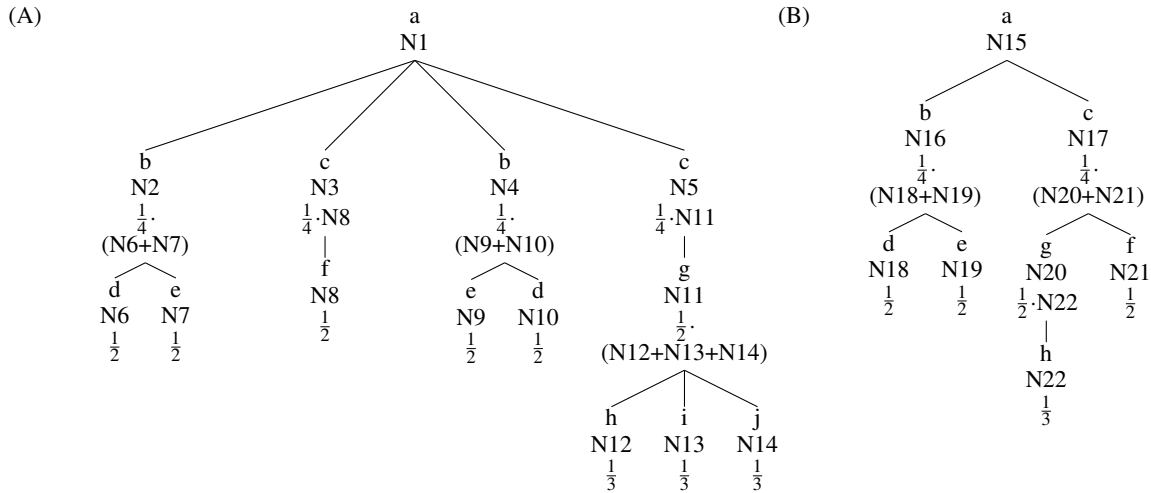 (A)
a
N1
b
N2
1/4·
(N6+N7)
d
N6
1/2
e
N7
1/2
c
N3
1/4·N8
f
N8
1/2
b
N4
1/4·
(N9+N10)
e
N9
1/2
d
N10
1/2
c
N5
1/4·N11
g
N11
1/2·
(N12+N13+N14)
h
N12
1/3
i
N13
1/3
j
N14
1/3
(B)
a
N15
b
N16
1/4·
(N18+N19)
d
N18
1/2
e
N19
1/2
c
N17
1/4·
(N20+N21)
g
N20
1/2·N22
h
N22
1/3
f
N21
1/2